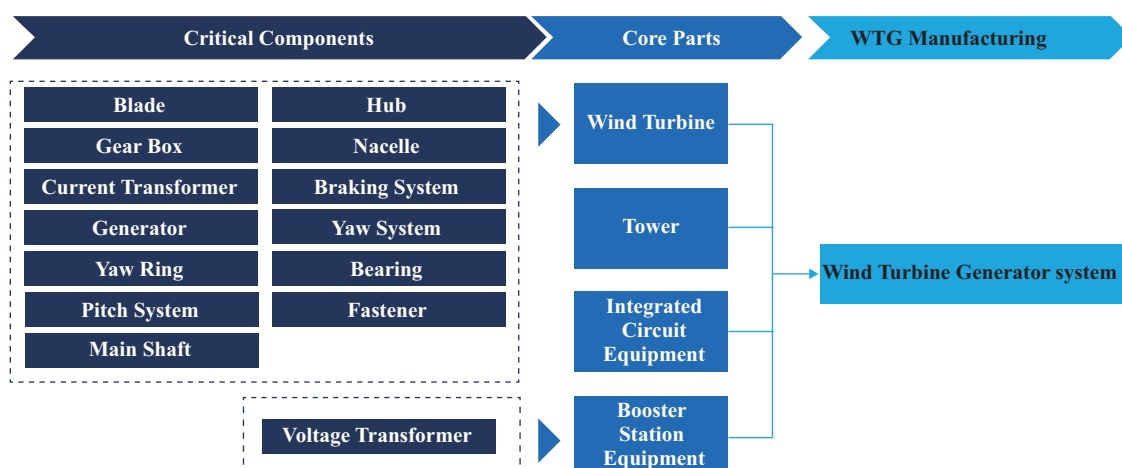 Critical Components
Core Parts
WTG Manufacturing
Blade
Hub
Gear Box
Nacelle
Current Transformer
Braking System
Generator
Yaw System
Yaw Ring
Bearing
Pitch System
Fastener
Main Shaft
Voltage Transformer
Wind Turbine
Tower
Integrated
Circuit
Equipment
Booster
Station
Equipment
Wind Turbine Generator system